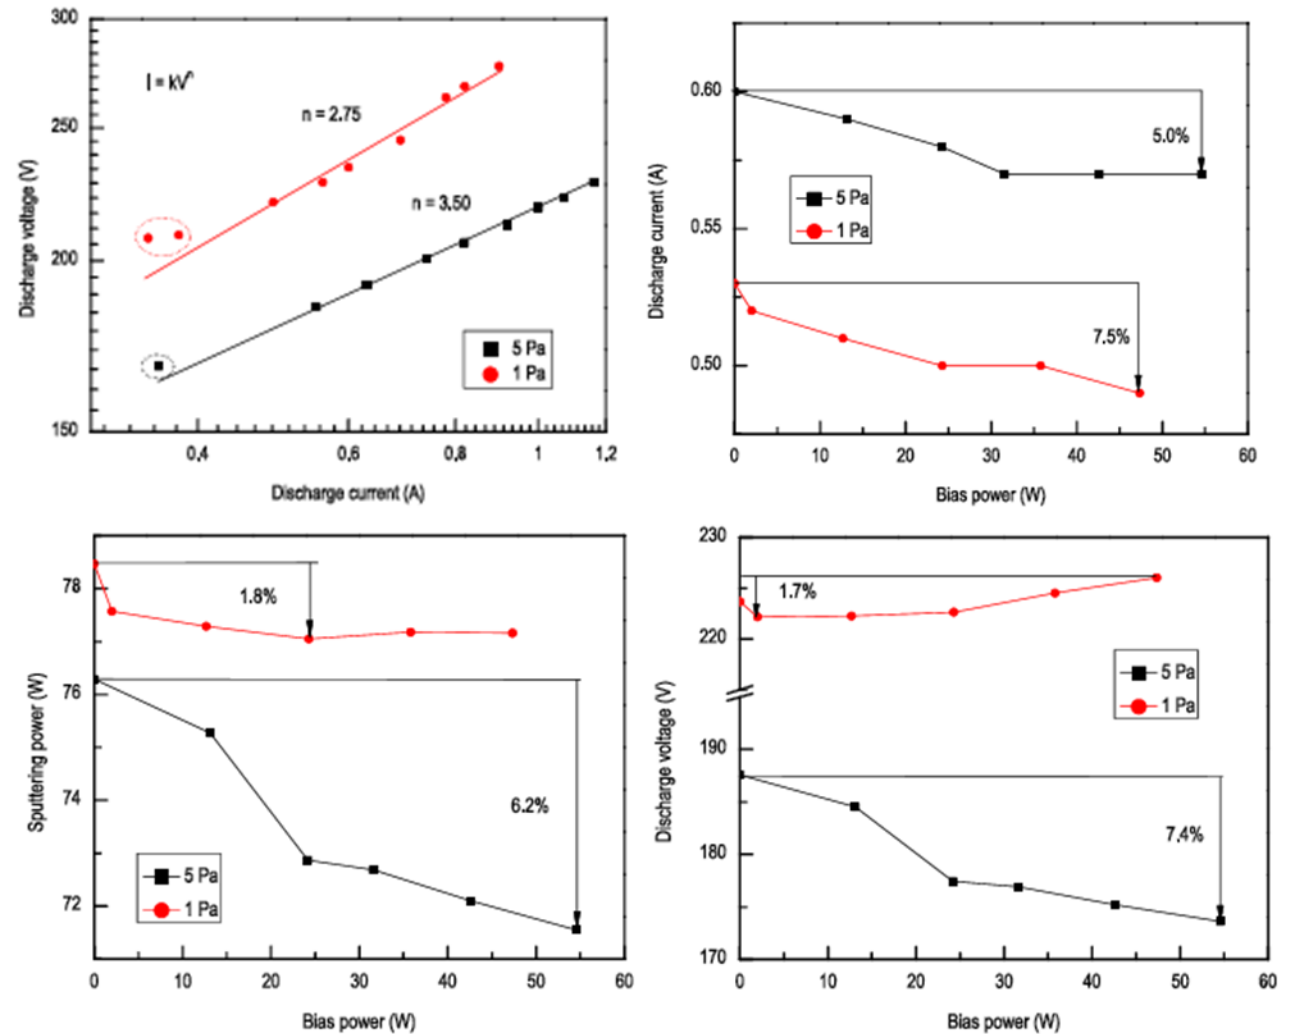 300
250
200
150
Discharge voltage (V)
I = kVⁿ
n = 2.75
n = 3.50
5 Pa
1 Pa
0,4
0,6
0,8
1
1,2
Discharge current (A)
0.60
0.55
0.50
Discharge current (A)
5.0%
5 Pa
1 Pa
7.5%
0
10
20
30
40
50
60
Bias power (W)
78
76
74
72
Sputtering power (W)
1.8%
6.2%
5 Pa
1 Pa
0
10
20
30
40
50
60
Bias power (W)
230
220
190
180
170
Discharge voltage (V)
1.7%
5 Pa
1 Pa
7,4%
0
10
20
30
40
50
60
Bias power (W)